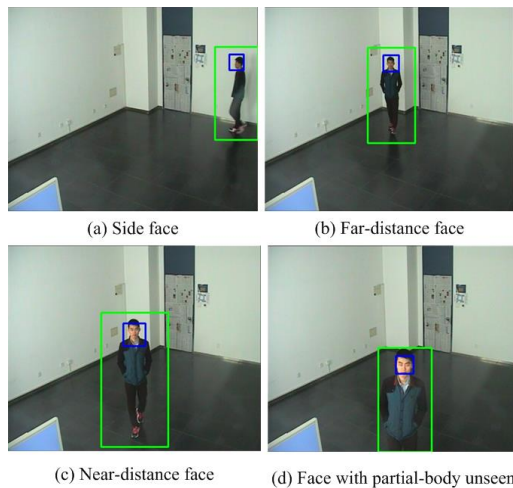 (a) Side face
(b) Far-distance face
(c) Near-distance face
(d) Face with partial-body unseen